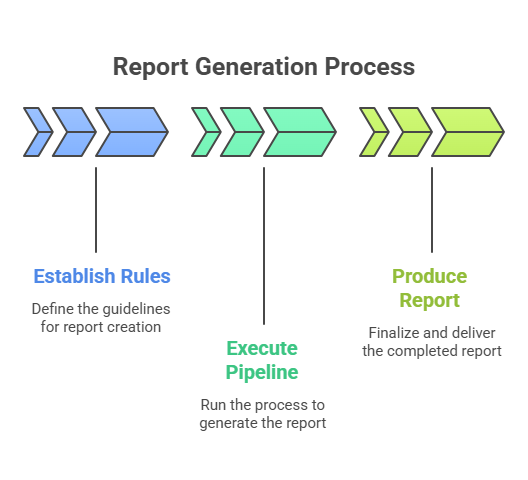 Report Generation Process
Establish Rules
Define the guidelines
for report creation
Execute
Pipeline
Run the process to
generate the report
Produce
Report
Finalize and deliver
the completed report